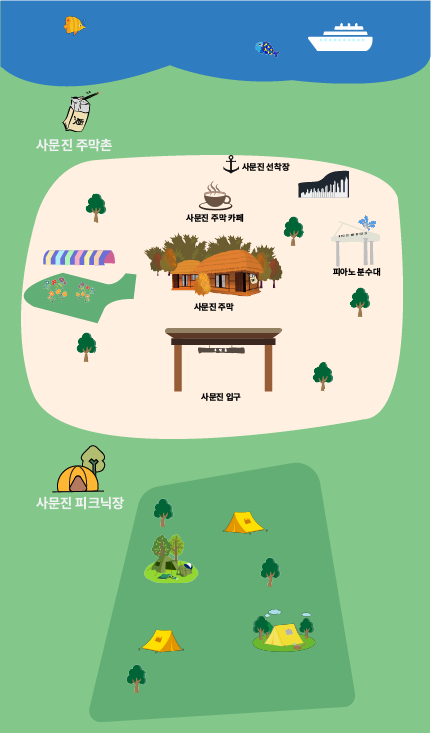 사문진 주막촌
사문진 선착장
사문진 주막 카페
피아노 분수대
사문진 주막
사문진 입구
사문진 피크닉장